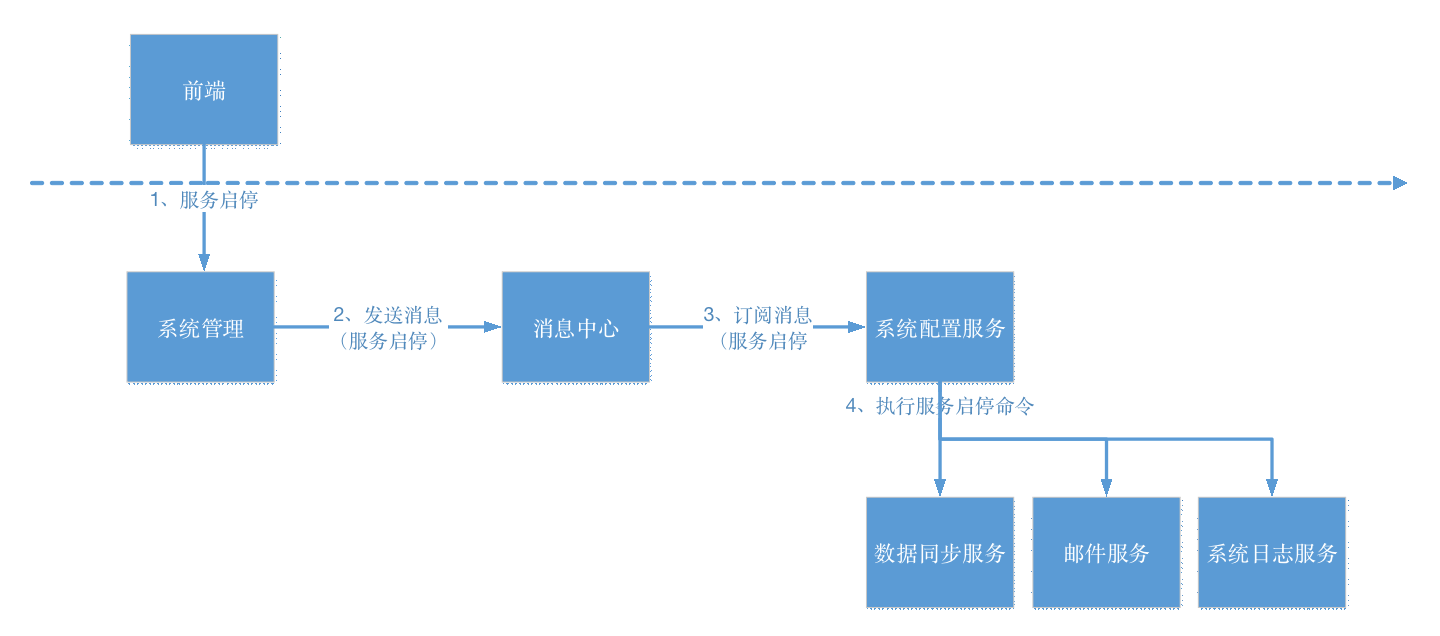 前端
1、服务启停
系统管理
2、发送消息
（服务启停）
消息中心
3、订阅消息
（服务启停
系统配置服务
4、执行服务启停命令
数据同步服务
邮件服务
系统日志服务